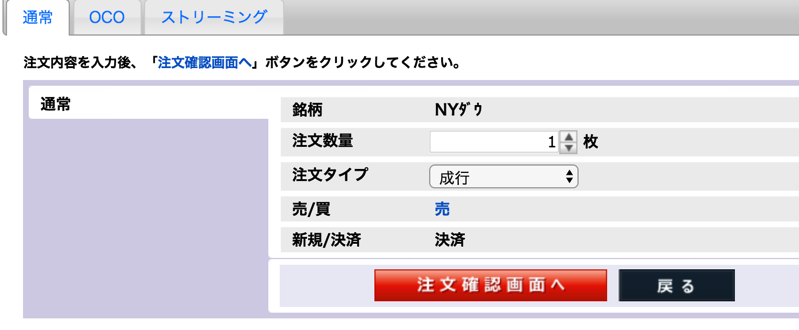 通常 OCO ストリーミング
注文内容を入力後、「注文確認画面へ」ボタンをクリックしてください。
通常
銘柄 NYﾀﾞｳ
注文数量 1 枚
注文タイプ 成行
売/買 売
新規/決済 決済
注文確認画面へ 戻る